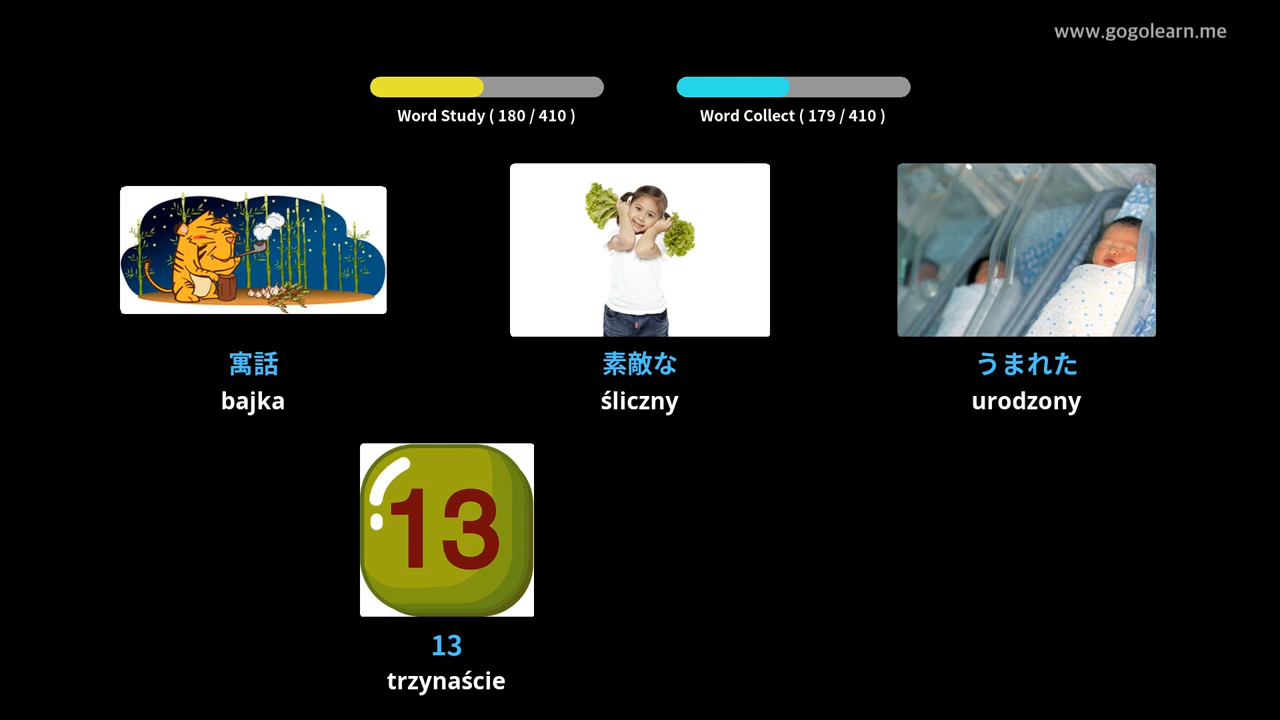 www.gogolearn.me
Word Study ( 180 / 410 )
Word Collect ( 179 / 410 )
寓話
bajka
素敵な
śliczny
うまれた
urodzony
13
13
trzynaście